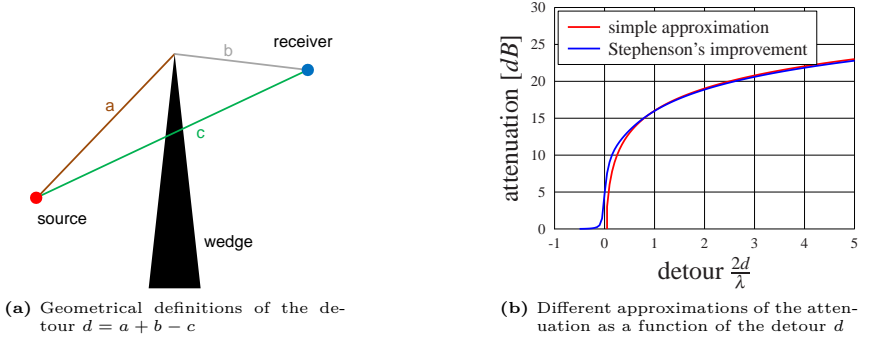 receiver
b
a
c
source
wedge
(a) Geometrical definitions of the de-
tour d = a + b − c
30
25
20
15
10
5
0
-1 0 1 2 3 4 5
attenuation [dB]
detour 2d/λ
simple approximation
Stephenson's improvement
(b) Different approximations of the atten-
uation as a function of the detour d